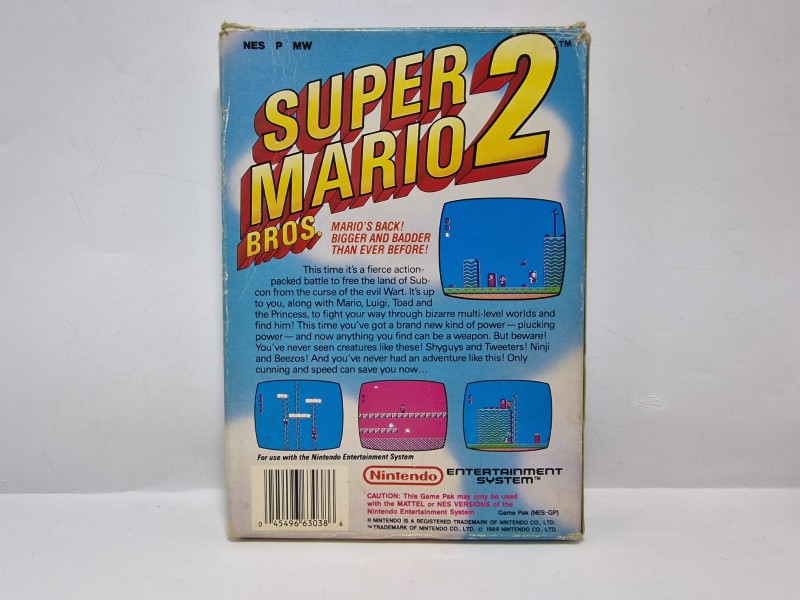 NES P MW
SUPER
MARIO
BROS. 2™
MARIO'S BACK!
BIGGER AND BADDER
THAN EVER BEFORE!
This time it's a fierce action-
packed battle to free the land of Sub-
con from the curse of the evil Wart. It's up
to you, along with Mario, Luigi, Toad and
the Princess, to fight your way through bizarre multi-level worlds and
find him! This time you've got a brand new kind of power — plucking
power — and now anything you find can be a weapon. But beware!
You've never seen creatures like these! Shyguys and Tweeters! Ninji
and Beezos! And you've never had an adventure like this! Only
cunning and speed can save you now...
For use with the Nintendo Entertainment System
Nintendo ENTERTAINMENT
SYSTEM™
CAUTION: This Game Pak may only be used
with the MATTEL or NES VERSIONS of the
Nintendo Entertainment System
Game Pak (NES-GP)
® NINTENDO IS A REGISTERED TRADEMARK OF NINTENDO CO., LTD.
™ TRADEMARK OF NINTENDO CO., LTD. © 1989 NINTENDO CO., LTD.
0 45496 63038 6